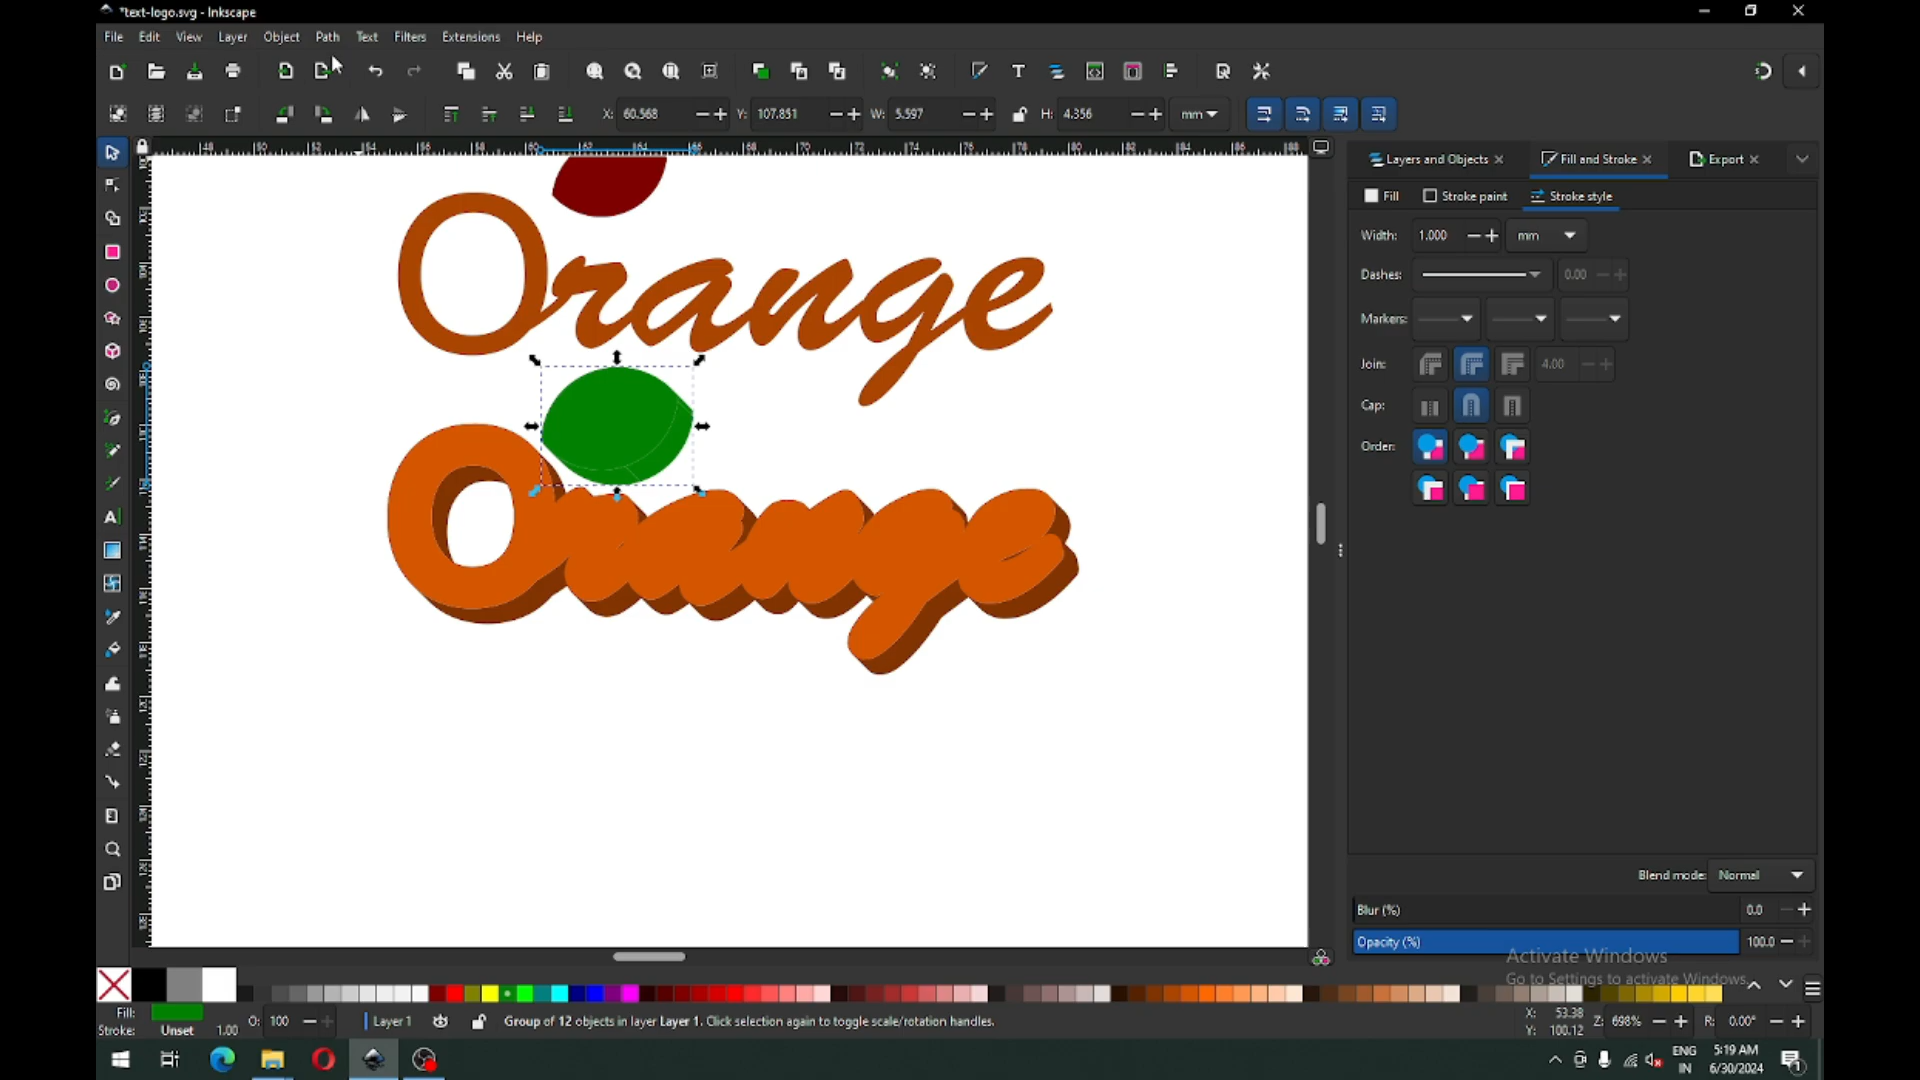 *text-logo.svg - Inkscape
File Edit View Layer Object Path Text Filters Extensions Help
X: 60.568 Y: 107.851 W: 5.597 H: 4.356 mm
Layers and Objects Fill and Stroke Export
Fill Stroke paint Stroke style
Width: 1.000 mm
Dashes: 0.00
Markers:
Join: 4.00
Cap:
Order:
Orange
Orange
Blend mode: Normal
Blur (%) 0.0
Opacity (%) 100.0
Activate Windows
Go to Settings to activate Windows.
Fill:
Stroke: Unset 1.00 O: 100 Layer 1 Group of 12 objects in layer Layer 1. Click selection again to toggle scale/rotation handles.
X: 53.38
Y: 100.12
Z: 698% R: 0.00°
ENG
IN
5:19 AM
6/30/2024